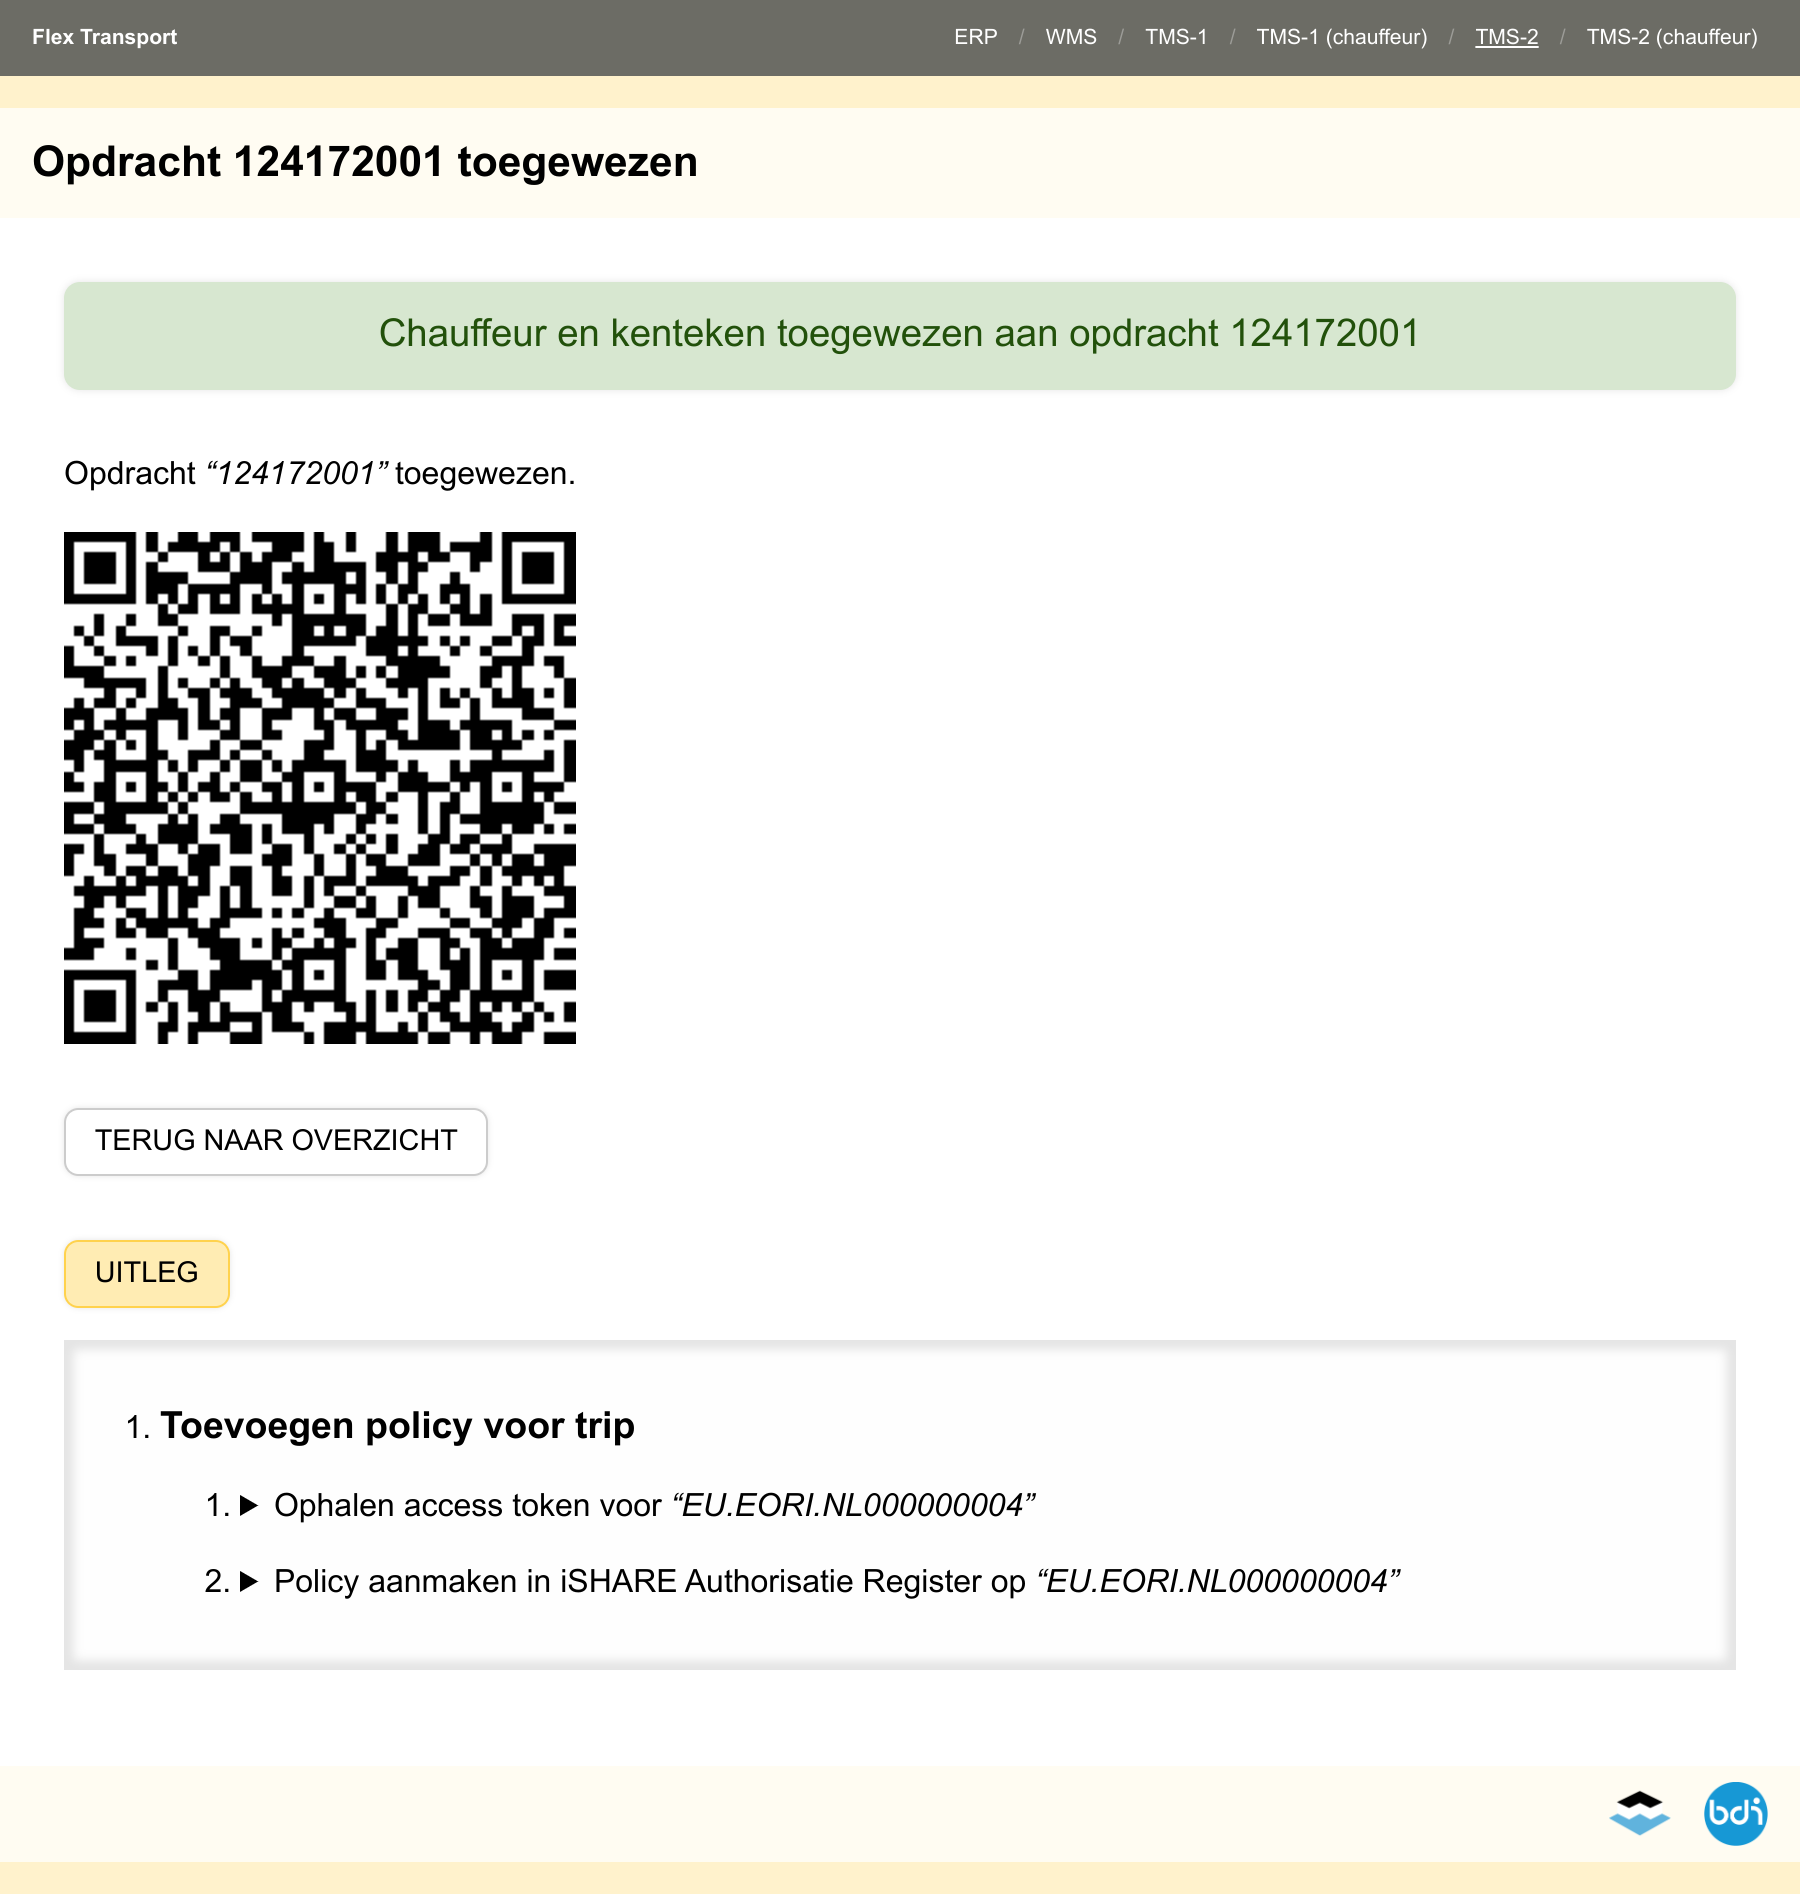 Flex Transport
ERP / WMS / TMS-1 / TMS-1 (chauffeur) / TMS-2 / TMS-2 (chauffeur)
Opdracht 124172001 toegewezen
Chauffeur en kenteken toegewezen aan opdracht 124172001
Opdracht “124172001” toegewezen.
TERUG NAAR OVERZICHT
UITLEG
1. Toevoegen policy voor trip
1. ▶ Ophalen access token voor “EU.EORI.NL000000004”
2. ▶ Policy aanmaken in iSHARE Authorisatie Register op “EU.EORI.NL000000004”
bdi